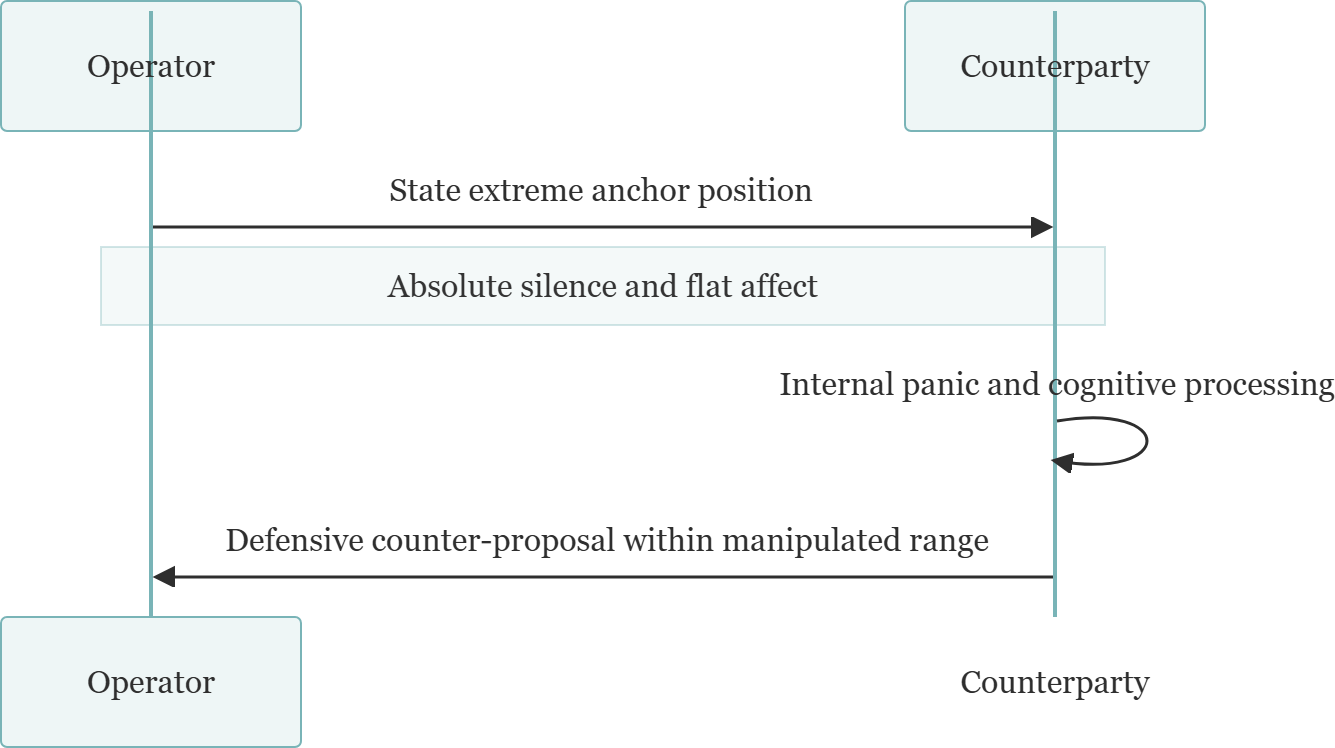 Operator
Counterparty
State extreme anchor position
Absolute silence and flat affect
Internal panic and cognitive processing
Defensive counter-proposal within manipulated range
Operator
Counterparty